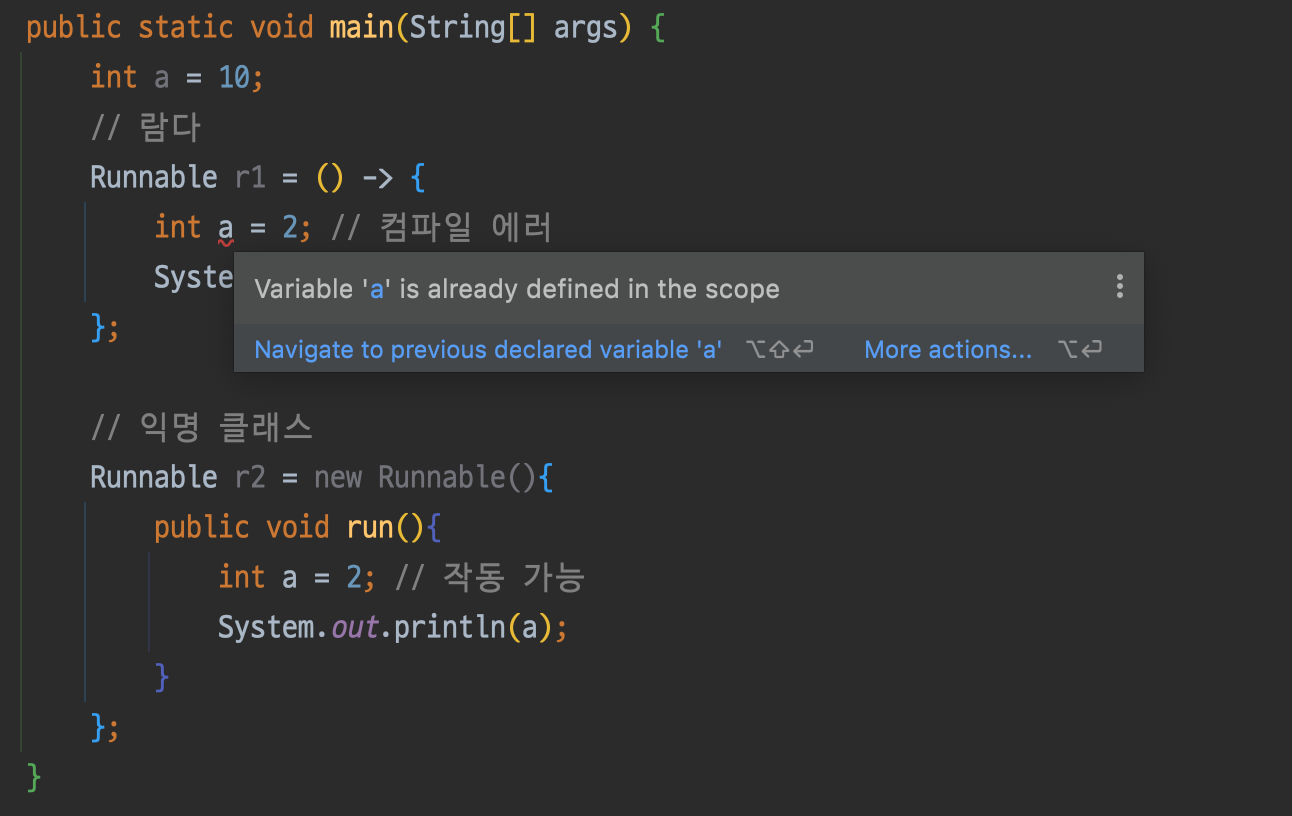 public static void main(String[] args) {
int a = 10;
// 람다
Runnable r1 = () -> {
int a = 2; // 컴파일 에러
Syste
Variable 'a' is already defined in the scope
Navigate to previous declared variable 'a' ⌥⇧⏎ More actions... ⌥⏎
};
// 익명 클래스
Runnable r2 = new Runnable(){
public void run(){
int a = 2; // 작동 가능
System.out.println(a);
}
};
}